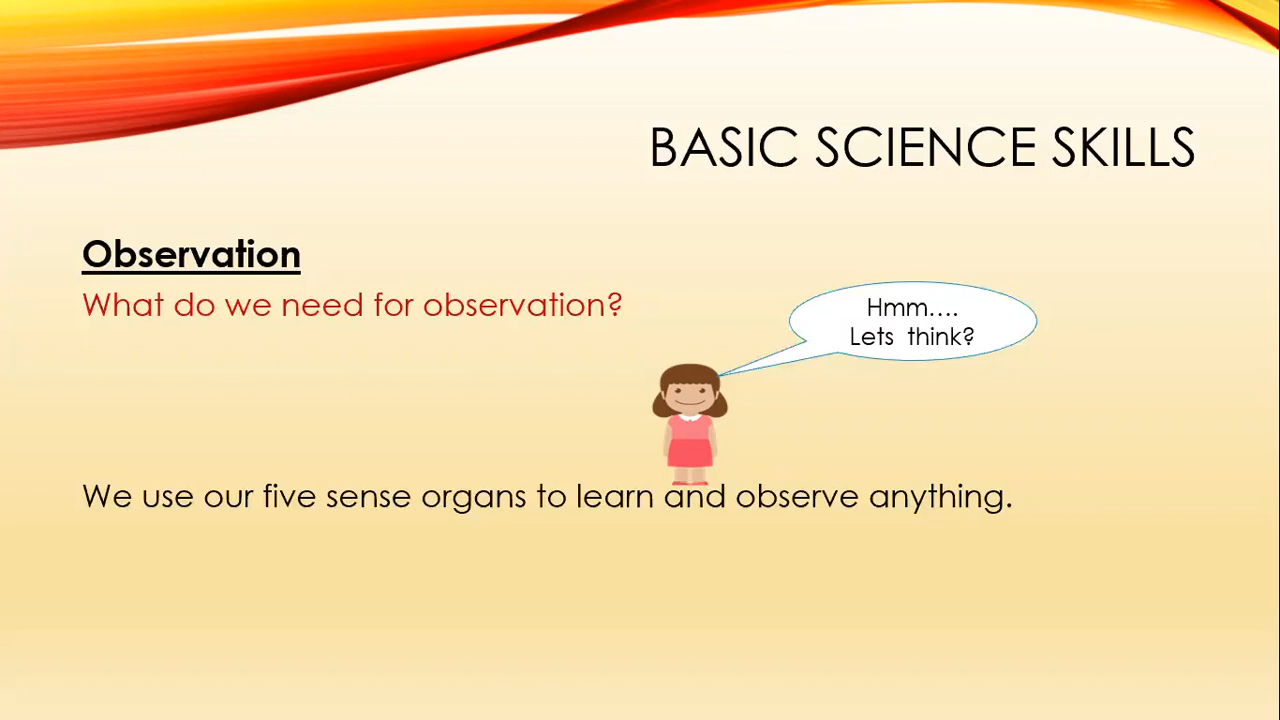 BASIC SCIENCE SKILLS
Observation
What do we need for observation?
Hmm....
Lets think?
We use our five sense organs to learn and observe anything.